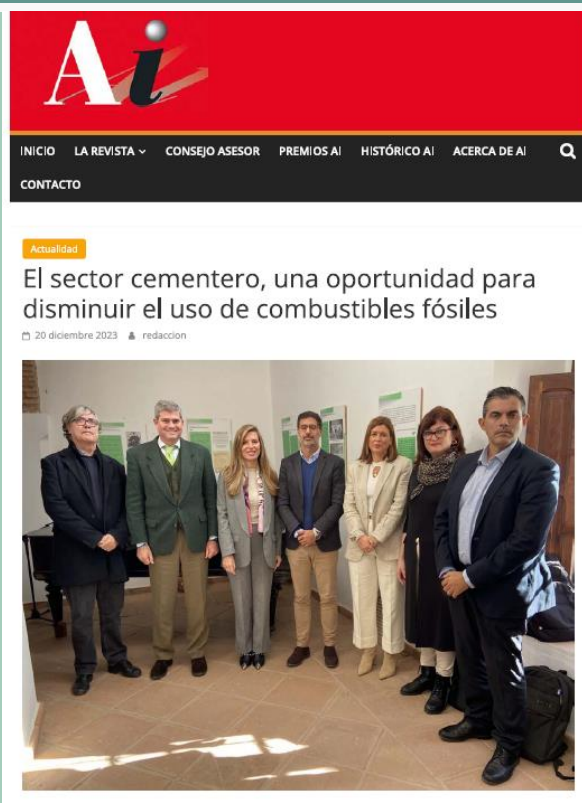 Ai
INICIO LA REVISTA CONSEJO ASESOR PREMIOS AI HISTÓRICO AI ACERCA DE AI
CONTACTO
Actualidad
El sector cementero, una oportunidad para
disminuir el uso de combustibles fósiles
20 diciembre 2023 redaccion